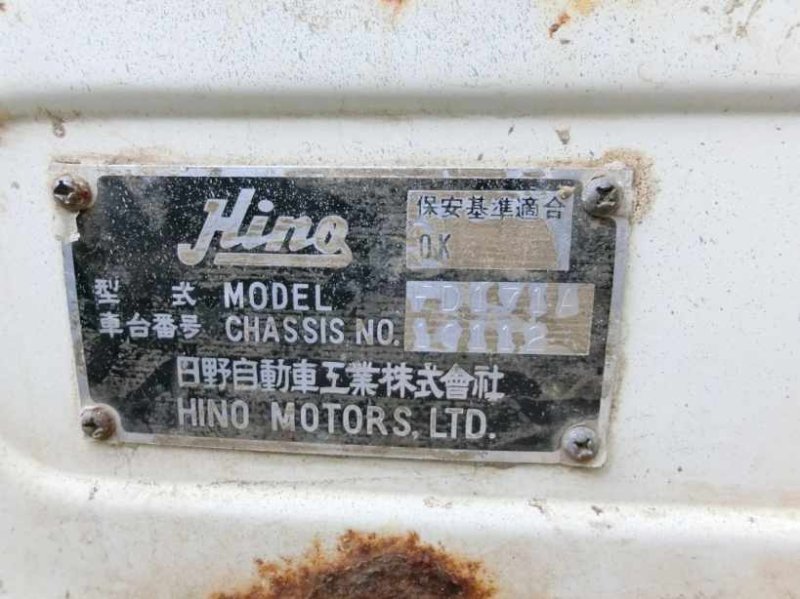 Hino
保安基準適合
OK
型式 MODEL
車台番号 CHASSIS NO.
日野自動車工業株式會社
HINO MOTORS, LTD.